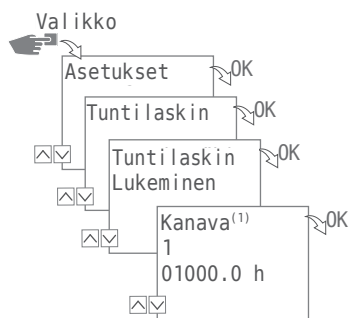 Valikko
Asetukset
OK
Tuntilaskin
OK
Tuntilaskin
Lukeminen
OK
Kanava(1)
1
01000.0 h
OK